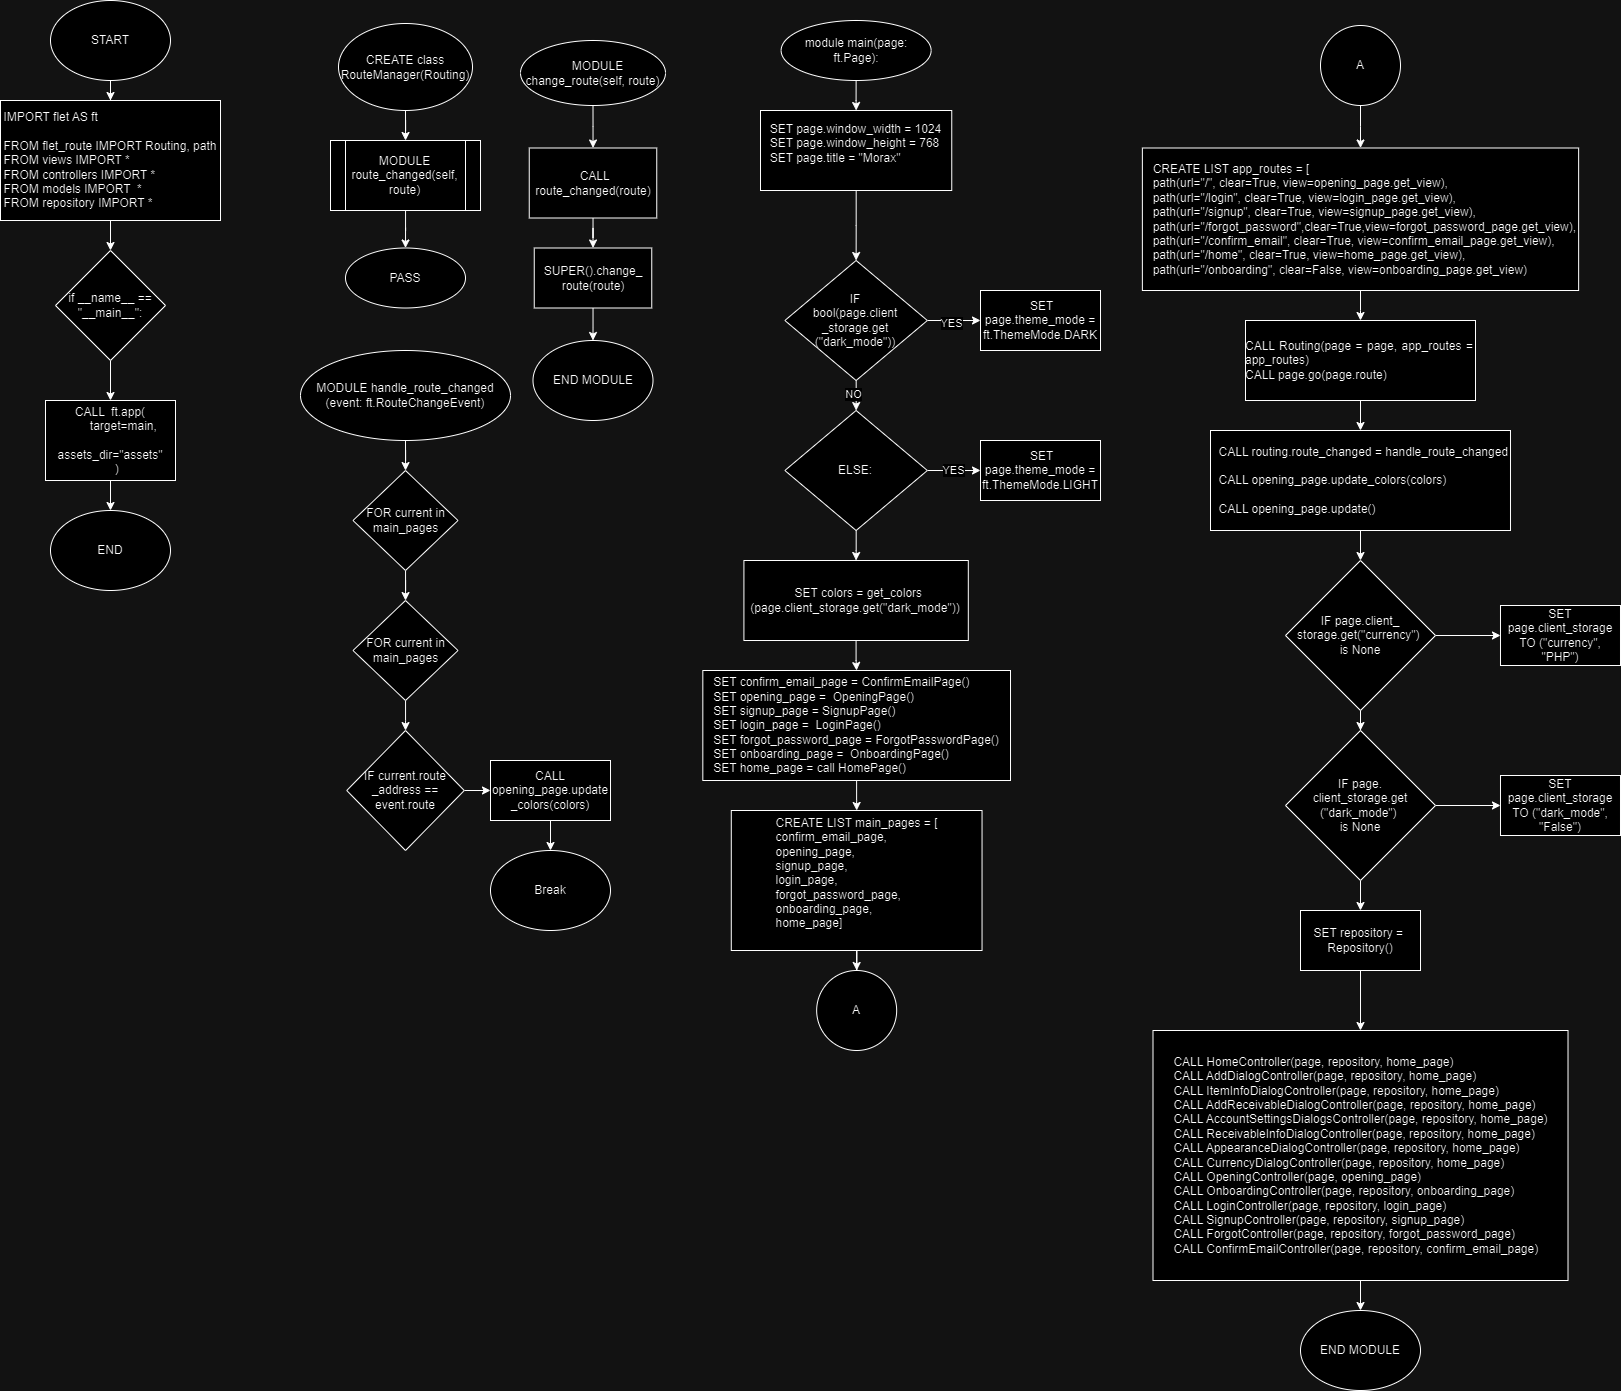 START
IMPORT flet AS ft
FROM flet_route IMPORT Routing, path
FROM views IMPORT *
FROM controllers IMPORT *
FROM models IMPORT  *
FROM repository IMPORT *
if __name__ ==
"__main__":
CALL  ft.app(
target=main,
assets_dir="assets"
)
END
CREATE class
RouteManager(Routing)
MODULE
route_changed(self,
route)
PASS
MODULE
change_route(self, route)
CALL
route_changed(route)
SUPER().change_
route(route)
END MODULE
MODULE handle_route_changed
(event: ft.RouteChangeEvent)
FOR current in
main_pages
FOR current in
main_pages
IF current.route
_address ==
event.route
CALL
opening_page.update
_colors(colors)
Break
module main(page:
ft.Page):
SET page.window_width = 1024
SET page.window_height = 768
SET page.title = "Morax"
IF
bool(page.client
_storage.get
("dark_mode"))
YES
SET
page.theme_mode =
ft.ThemeMode.DARK
NO
ELSE:
YES
SET
page.theme_mode =
ft.ThemeMode.LIGHT
SET colors = get_colors
(page.client_storage.get("dark_mode"))
SET confirm_email_page = ConfirmEmailPage()
SET opening_page =  OpeningPage()
SET signup_page = SignupPage()
SET login_page =  LoginPage()
SET forgot_password_page = ForgotPasswordPage()
SET onboarding_page =  OnboardingPage()
SET home_page = call HomePage()
CREATE LIST main_pages = [
confirm_email_page,
opening_page,
signup_page,
login_page,
forgot_password_page,
onboarding_page,
home_page]
A
A
CREATE LIST app_routes = [
path(url="/", clear=True, view=opening_page.get_view),
path(url="/login", clear=True, view=login_page.get_view),
path(url="/signup", clear=True, view=signup_page.get_view),
path(url="/forgot_password",clear=True,view=forgot_password_page.get_view),
path(url="/confirm_email", clear=True, view=confirm_email_page.get_view),
path(url="/home", clear=True, view=home_page.get_view),
path(url="/onboarding", clear=False, view=onboarding_page.get_view)
CALL Routing(page = page, app_routes =
app_routes)
CALL page.go(page.route)
CALL routing.route_changed = handle_route_changed
CALL opening_page.update_colors(colors)
CALL opening_page.update()
IF page.client_
storage.get("currency")
is None
SET
page.client_storage
TO ("currency",
"PHP")
IF page.
client_storage.get
("dark_mode")
is None
SET
page.client_storage
TO ("dark_mode",
"False")
SET repository =
Repository()
CALL HomeController(page, repository, home_page)
CALL AddDialogController(page, repository, home_page)
CALL ItemInfoDialogController(page, repository, home_page)
CALL AddReceivableDialogController(page, repository, home_page)
CALL AccountSettingsDialogsController(page, repository, home_page)
CALL ReceivableInfoDialogController(page, repository, home_page)
CALL AppearanceDialogController(page, repository, home_page)
CALL CurrencyDialogController(page, repository, home_page)
CALL OpeningController(page, opening_page)
CALL OnboardingController(page, repository, onboarding_page)
CALL LoginController(page, repository, login_page)
CALL SignupController(page, repository, signup_page)
CALL ForgotController(page, repository, forgot_password_page)
CALL ConfirmEmailController(page, repository, confirm_email_page)
END MODULE